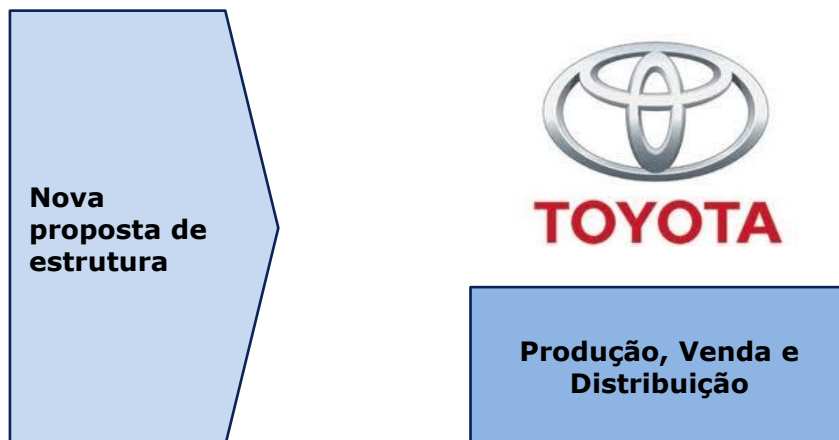 Nova
proposta de
estrutura
TOYOTA
Produção, Venda e
Distribuição